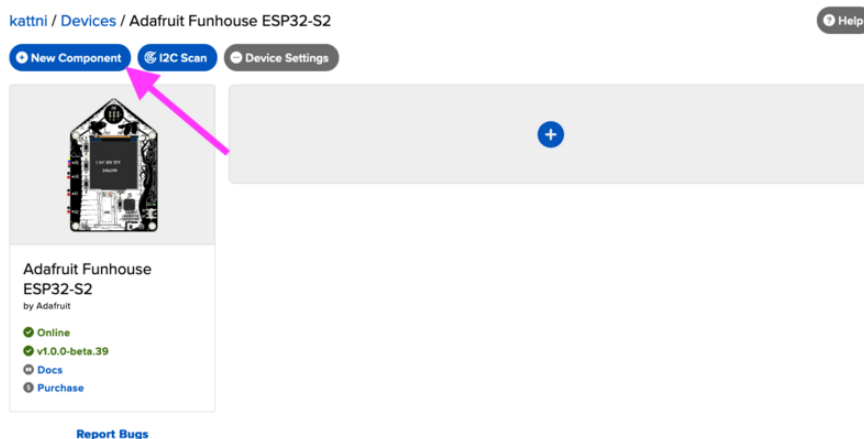 kattni / Devices / Adafruit Funhouse ESP32-S2
Help
New Component
I2C Scan
Device Settings
Adafruit Funhouse
ESP32-S2
by Adafruit
Online
v1.0.0-beta.39
Docs
Purchase
Report Bugs